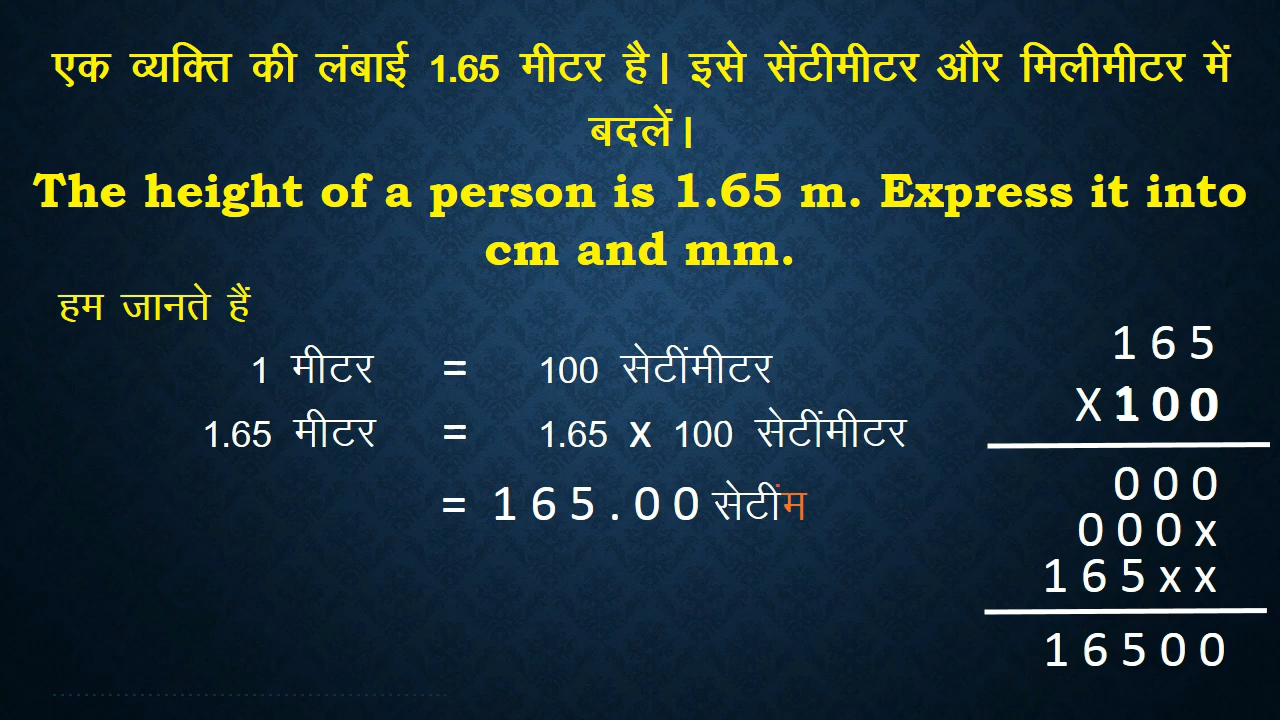 एक व्यक्ति की लंबाई 1.65 मीटर है। इसे सेंटीमीटर और मिलीमीटर में
बदलें।
The height of a person is 1.65 m. Express it into
cm and mm.
हम जानते हैं
1 मीटर = 100 सेटींमीटर
1.65 मीटर = 1.65 x 100 सेटींमीटर
= 165.00 सेटींम
165
X 100
000
000x
165xx
16500